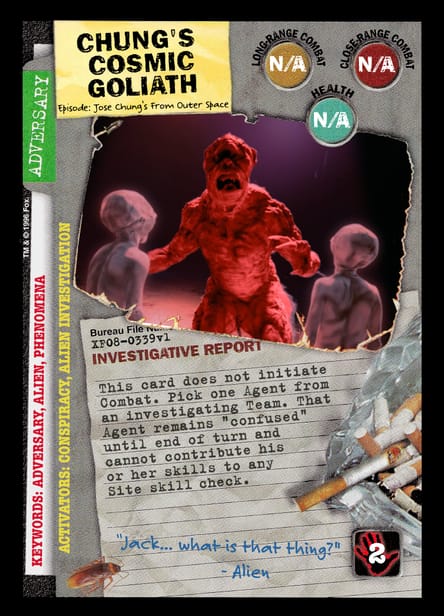 CHUNG'S
COSMIC
GOLIATH
Episode: Jose Chung's From Outer Space
LONG-RANGE COMBAT
N/A
CLOSE-RANGE COMBAT
N/A
HEALTH
N/A
ADVERSARY
TM & © 1996 Fox.
KEYWORDS: ADVERSARY, ALIEN, PHENOMENA
ACTIVATORS: CONSPIRACY, ALIEN INVESTIGATION
Bureau File
XF08-0339v1
INVESTIGATIVE REPORT
This card does not initiate
Combat. Pick one Agent from
an investigating Team. That
Agent remains "confused"
until end of turn and
cannot contribute his
or her skills to any
Site skill check.
"Jack... what is that thing?"
- Alien
2